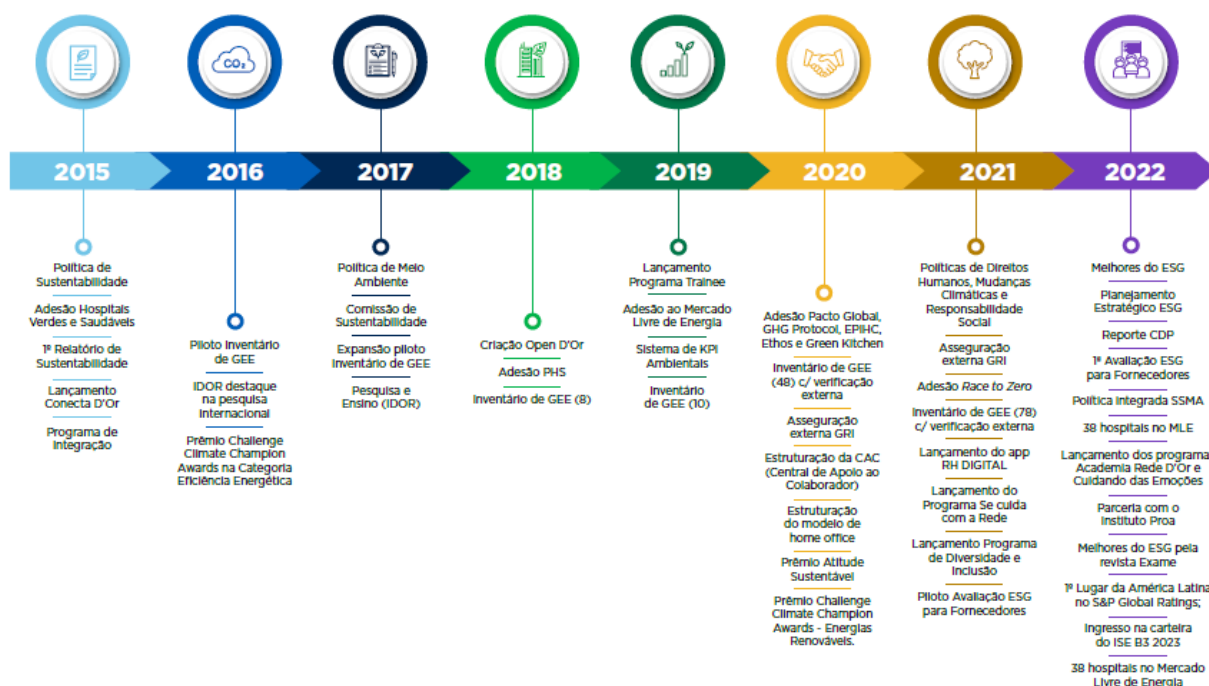 CO₂
2015
2016
2017
2018
2019
2020
2021
2022
Política de
Sustentabilidade
Adesão Hospitais
Verdes e Saudáveis
1º Relatório de
Sustentabilidade
Lançamento
Conecta D'Or
Programa de
Integração
Piloto Inventário
de GEE
IDOR destaque
na pesquisa
internacional
Prêmio Challenge
Climate Champion
Awards na Categoria
Eficiência Energética
Política de Meio
Ambiente
Comissão de
Sustentabilidade
Expansão piloto
Inventário de GEE
Pesquisa e
Ensino (IDOR)
Criação Open D'Or
Adesão PHS
Inventário de GEE (8)
Lançamento
Programa Trainee
Adesão ao Mercado
Livre de Energia
Sistema de KPI
Ambientais
Inventário
de GEE (10)
Adesão Pacto Global,
GHG Protocol, EPIHC,
Ethos e Green Kitchen
Inventário de GEE
(48) c/ verificação
externa
Asseguração
externa GRI
Estruturação da CAC
(Central de Apoio ao
Colaborador)
Estruturação
do modelo de
home office
Prêmio Atitude
Sustentável
Prêmio Challenge
Climate Champion
Awards - Energias
Renováveis.
Políticas de Direitos
Humanos, Mudanças
Climáticas e
Responsabilidade
Social
Asseguração
externa GRI
Adesão Race to Zero
Inventário de GEE (78)
c/ verificação externa
Lançamento do app
RH DIGITAL
Lançamento do
Programa Se cuida
com a Rede
Lançamento Programa
de Diversidade e
Inclusão
Piloto Avaliação ESG
para Fornecedores
Melhores do ESG
Planejamento
Estratégico ESG
Reporte CDP
1ª Avaliação ESG
para Fornecedores
Política Integrada SSMA
38 hospitais no MLE
Lançamento dos programa
Academia Rede D'Or e
Cuidando das Emoções
Parceria com o
Instituto Proa
Melhores do ESG pela
revista Exame
1º Lugar da América Latina
no S&P Global Ratings;
Ingresso na carteira
do ISE B3 2023
38 hospitais no Mercado
Livre de Energia